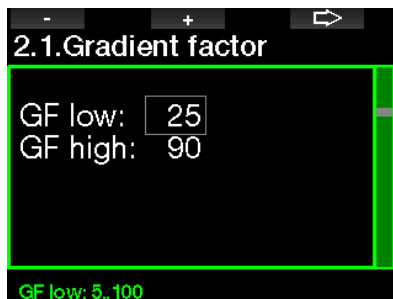 - + ⇨
2.1.Gradient factor
GF low: 25
GF high: 90
GF low: 5..100